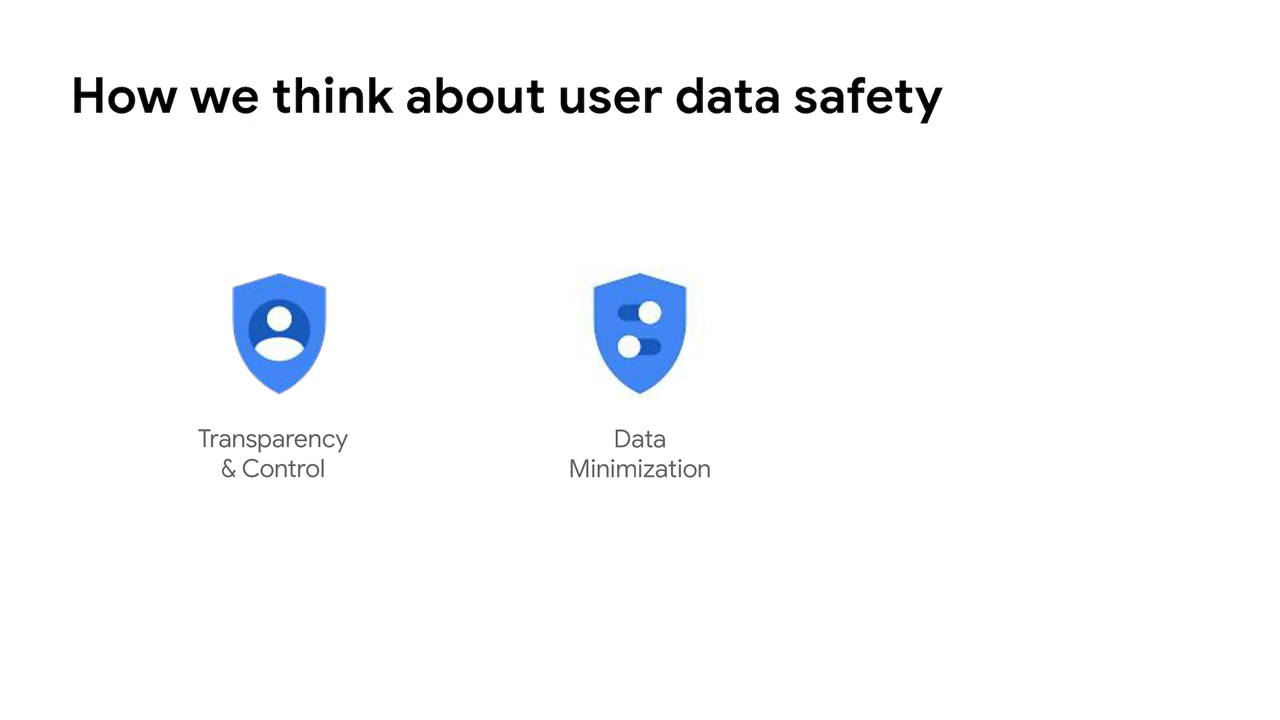 How we think about user data safety
Transparency
& Control
Data
Minimization